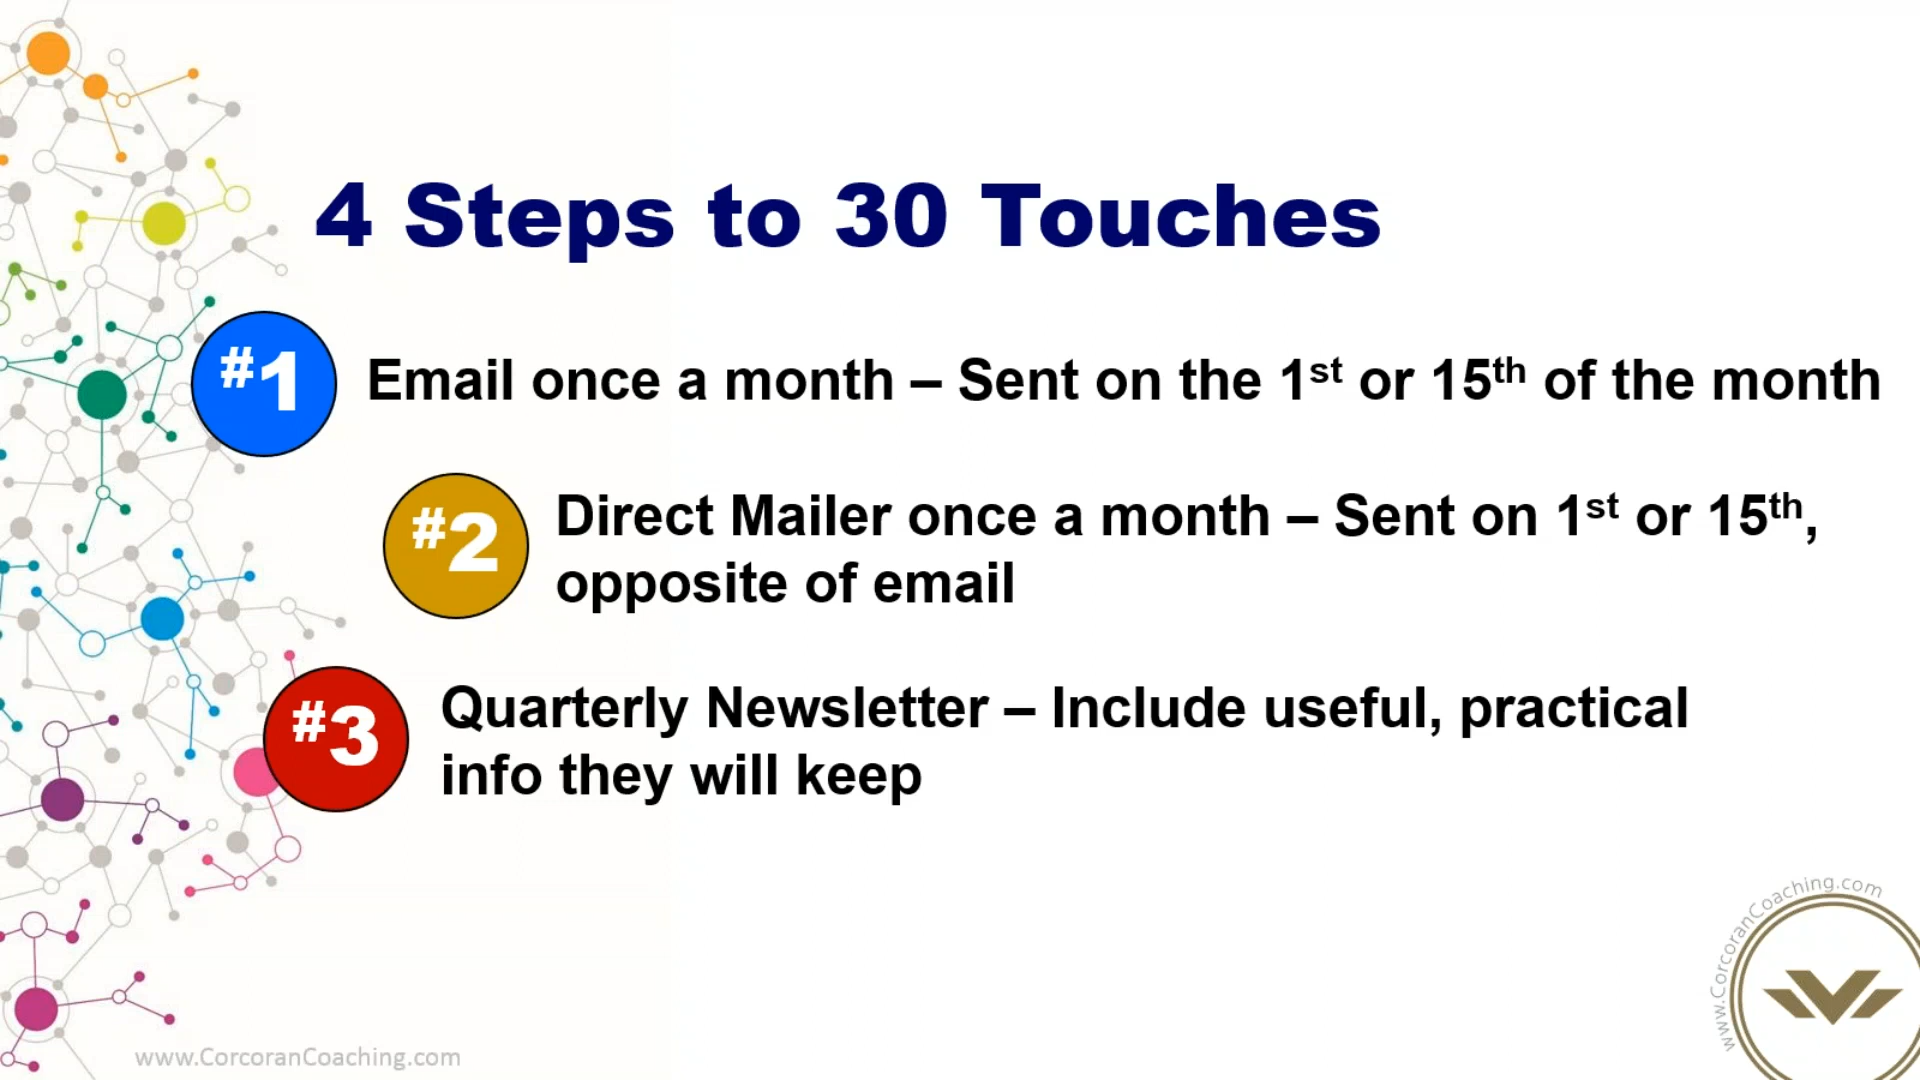 4 Steps to 30 Touches
#1 Email once a month – Sent on the 1st or 15th of the month
#2 Direct Mailer once a month – Sent on 1st or 15th,
opposite of email
#3 Quarterly Newsletter – Include useful, practical
info they will keep
www.CorcoranCoaching.com
www.CorcoranCoaching.com